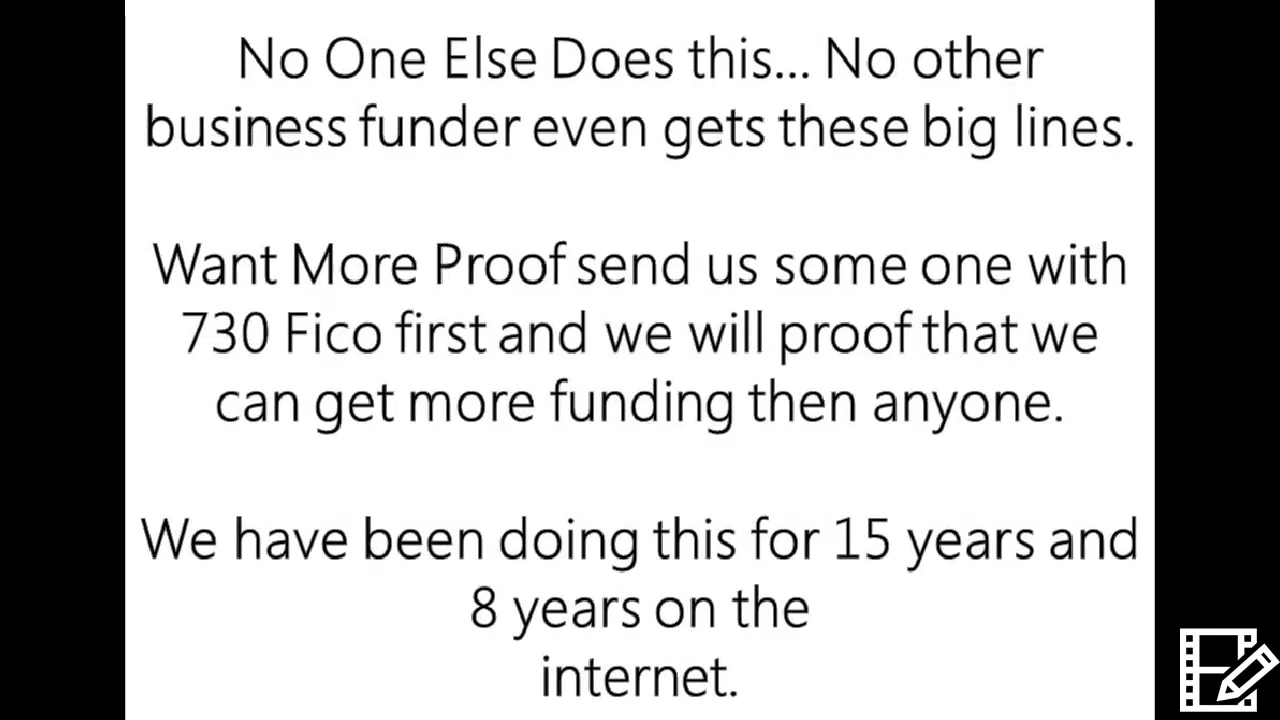 No One Else Does this... No other
business funder even gets these big lines.
Want More Proof send us some one with
730 Fico first and we will proof that we
can get more funding then anyone.
We have been doing this for 15 years and
8 years on the
internet.